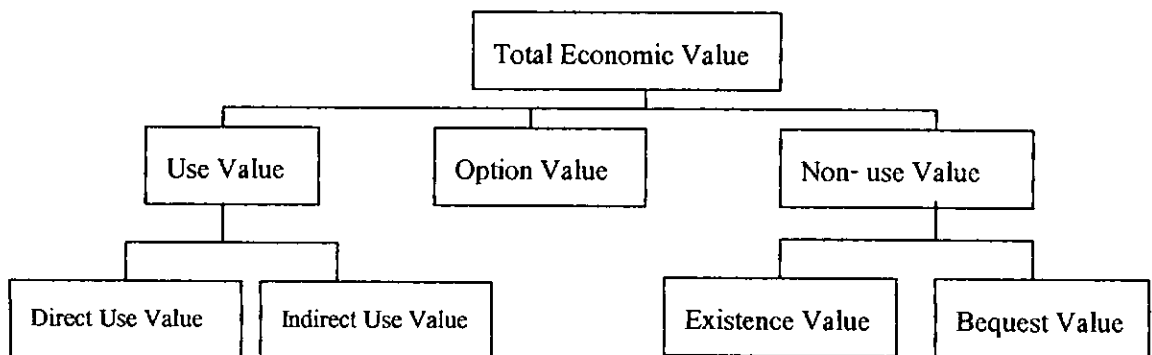 Total Economic Value
Use Value
Option Value
Non- use Value
Direct Use Value
Indirect Use Value
Existence Value
Bequest Value